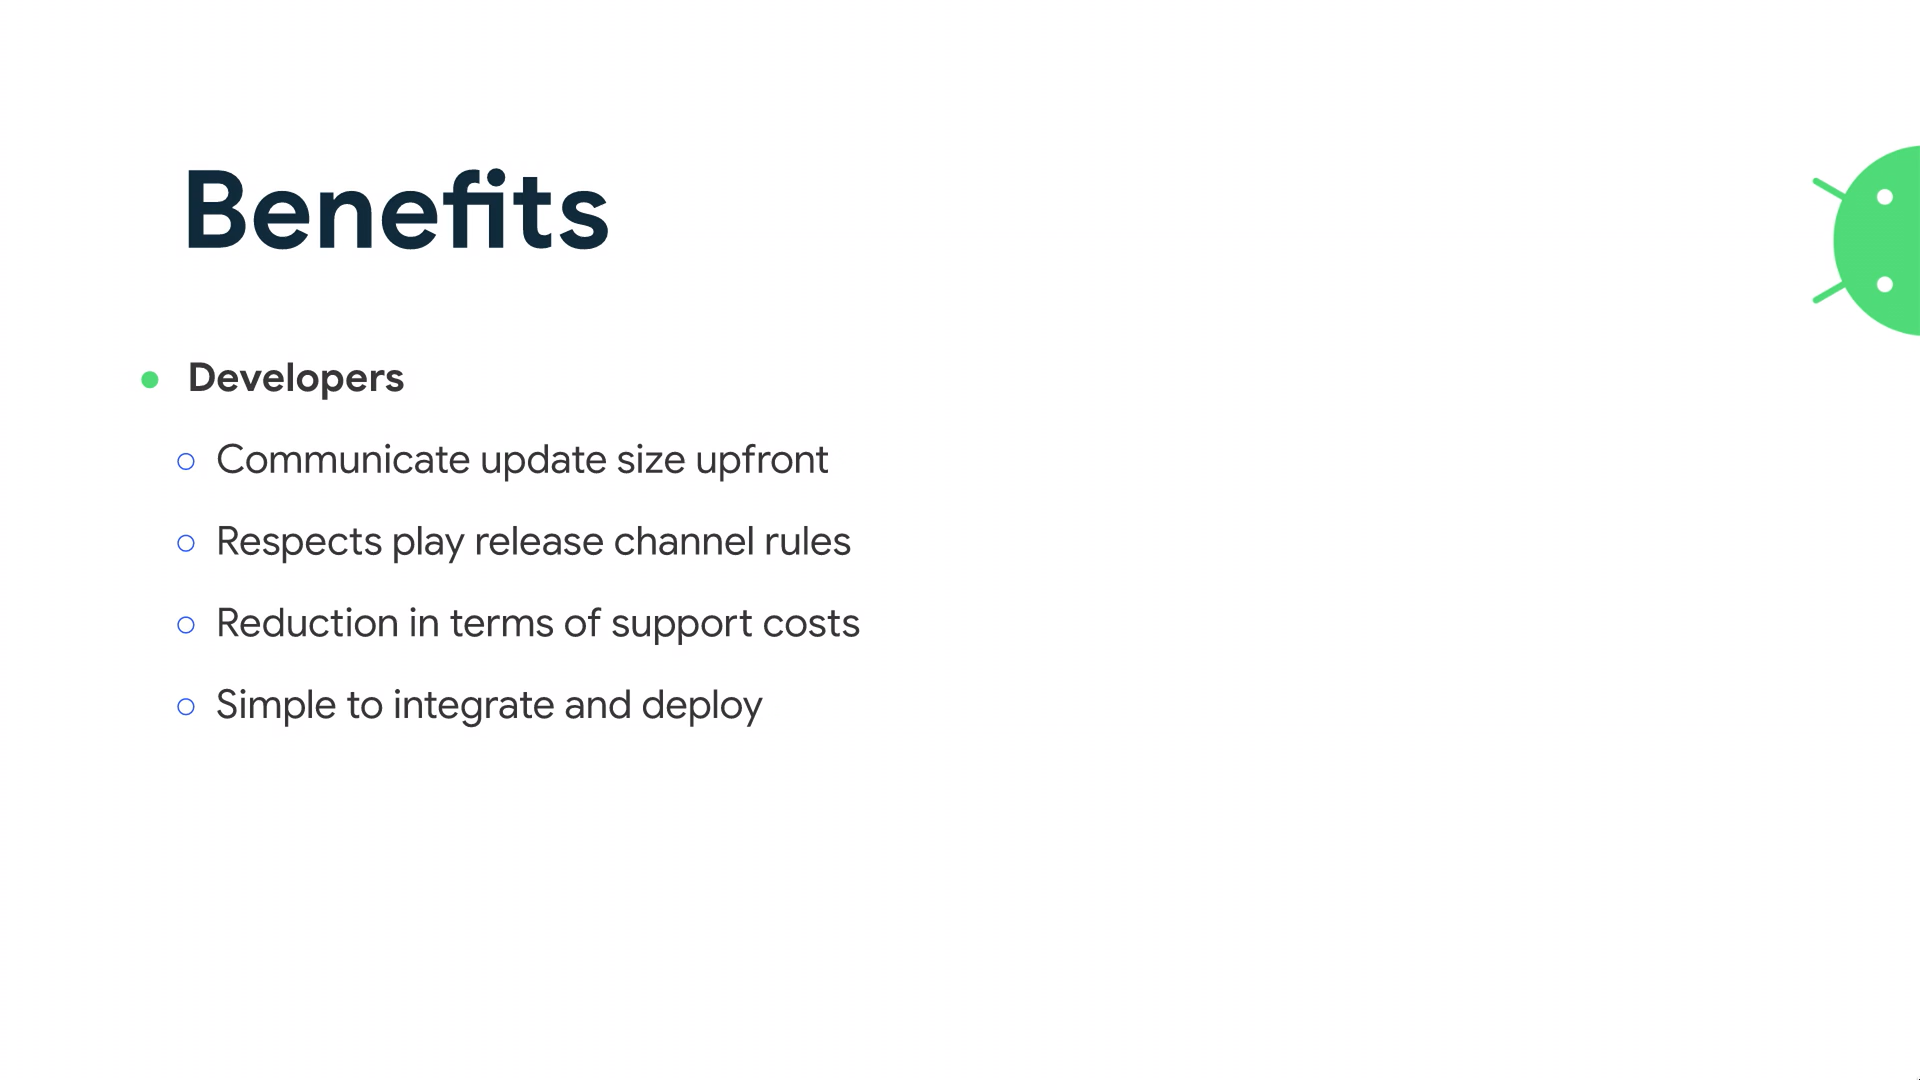 Benefits
Developers
Communicate update size upfront
Respects play release channel rules
Reduction in terms of support costs
Simple to integrate and deploy